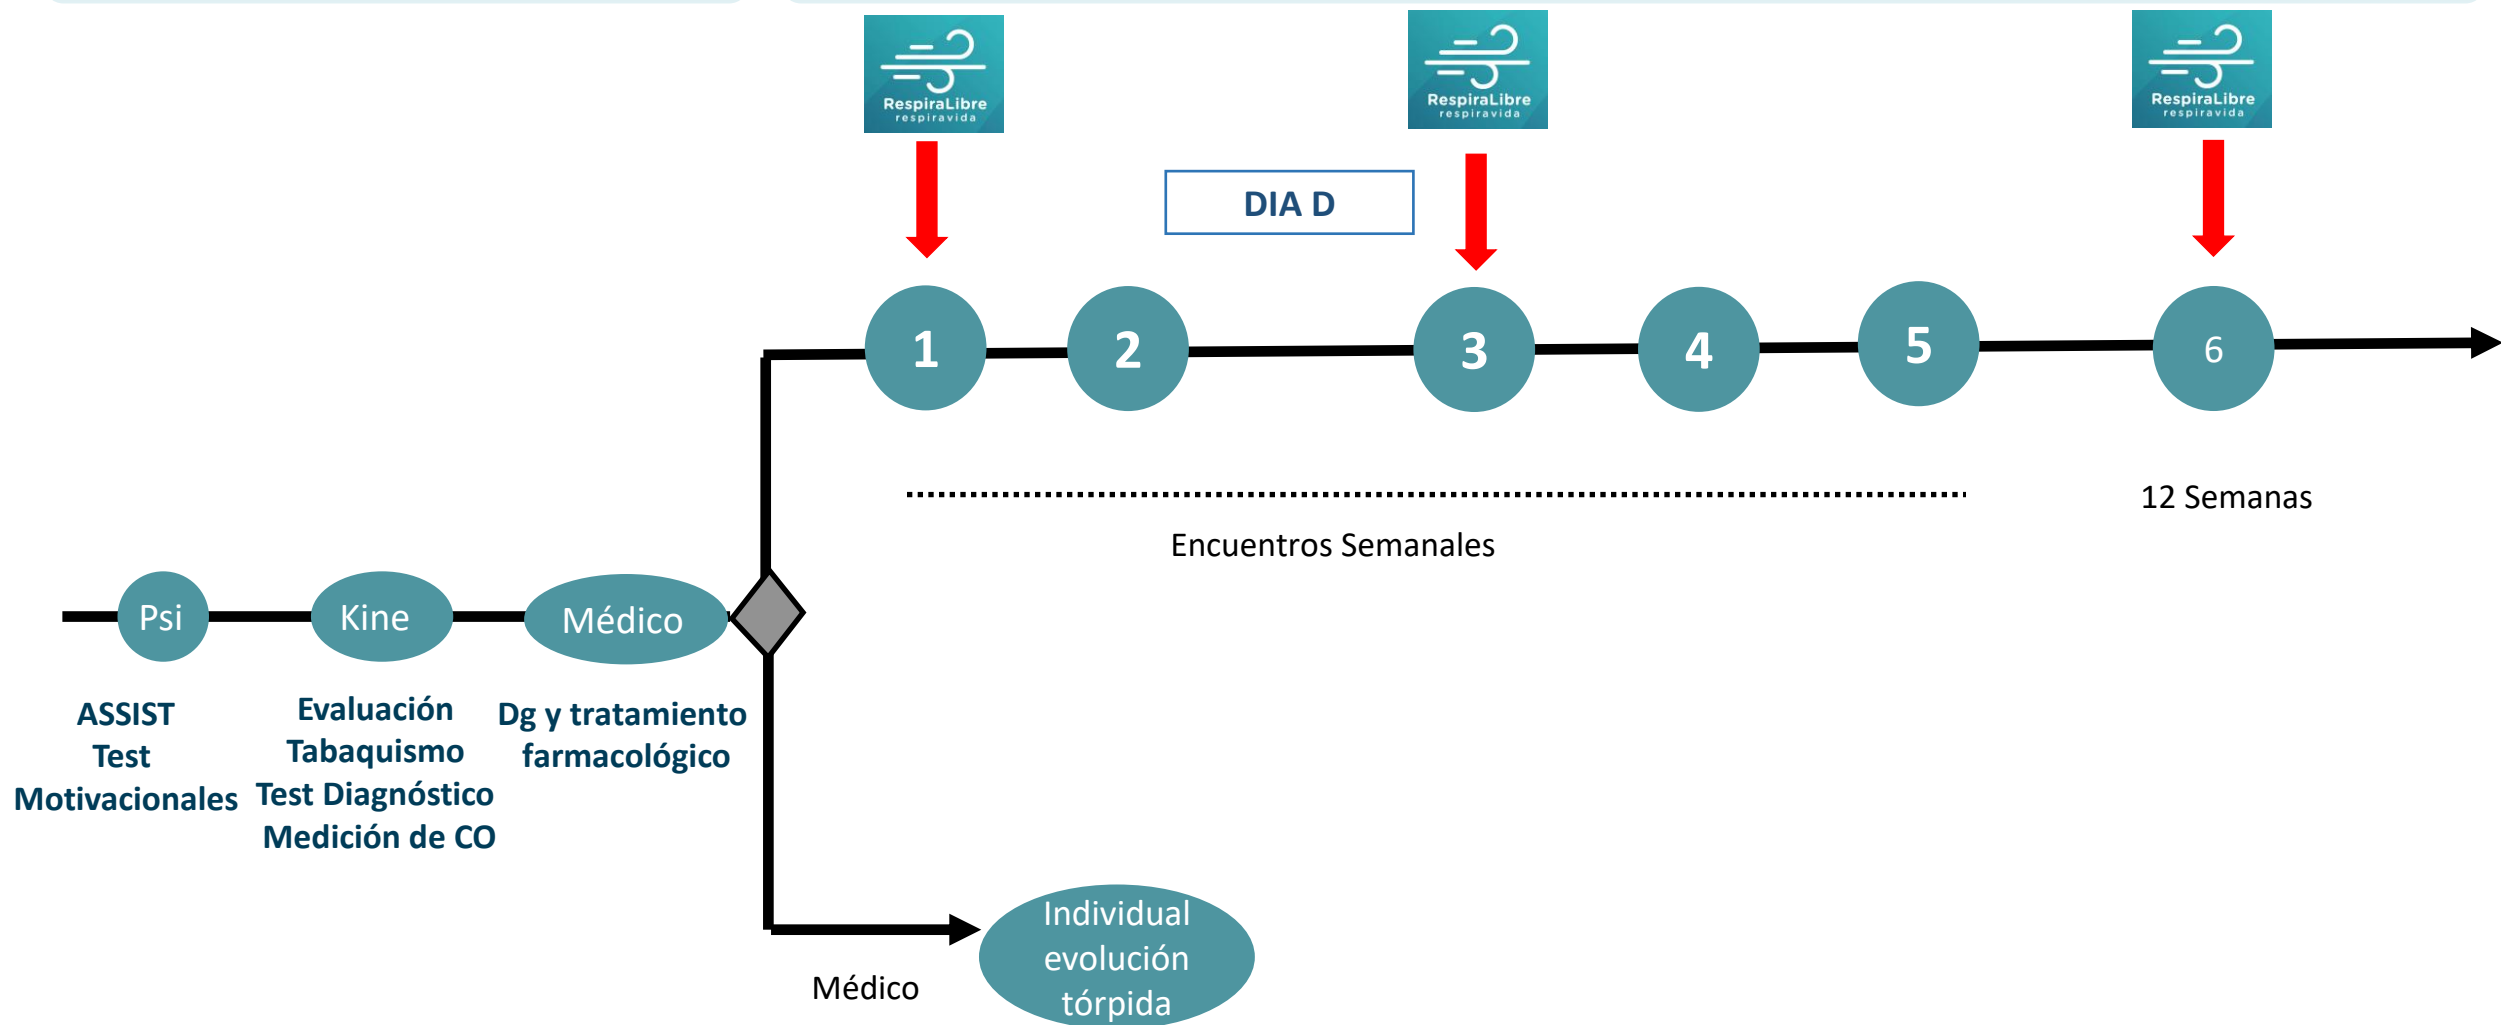 RespiraLibre
respiravida
RespiraLibre
respiravida
RespiraLibre
respiravida
DIA D
1
2
3
4
5
6
12 Semanas
Encuentros Semanales
Psi
Kine
Médico
ASSIST
Test
Motivacionales
Evaluación
Tabaquismo
Test Diagnóstico
Medición de CO
Dg y tratamiento
farmacológico
Médico
Individual
evolución
tórpida